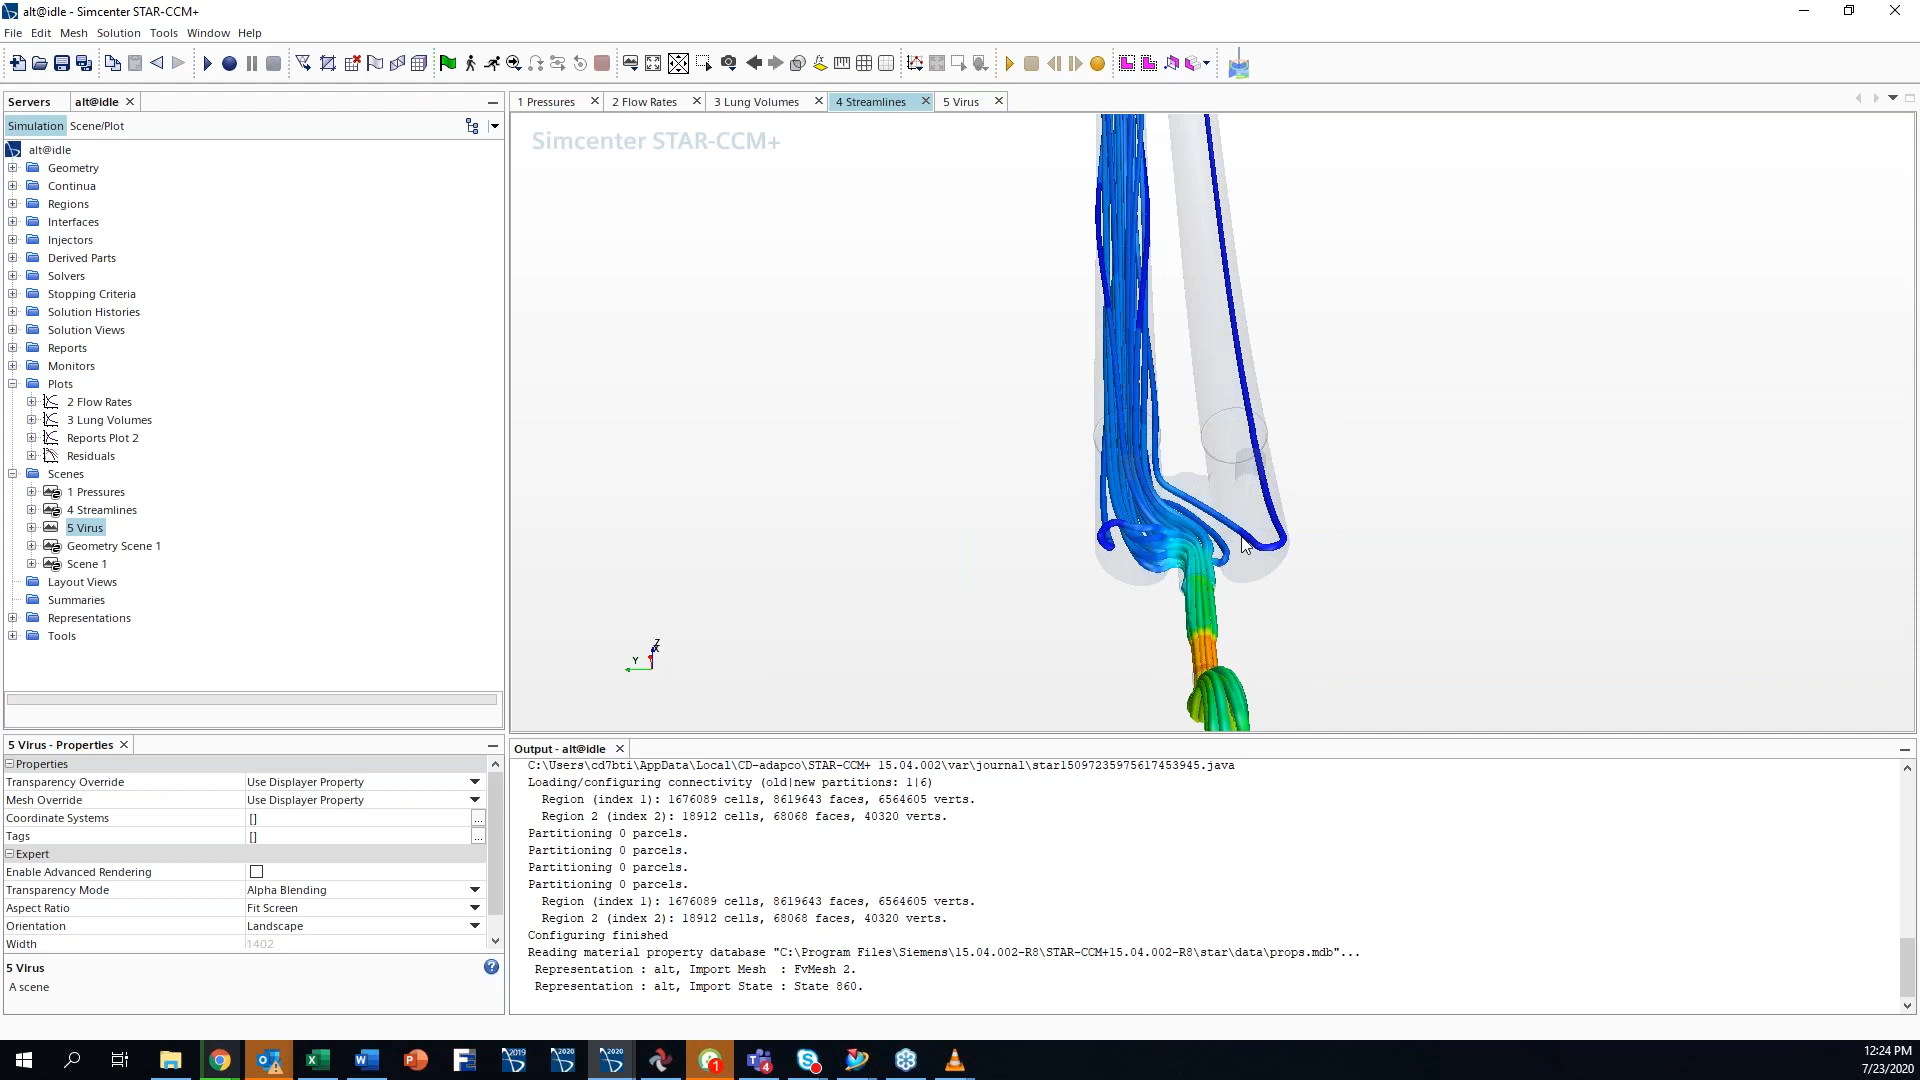 alt@idle - Simcenter STAR-CCM+
File Edit Mesh Solution Tools Window Help
Servers alt@idle
1 Pressures 2 Flow Rates 3 Lung Volumes 4 Streamlines 5 Virus
Simulation Scene/Plot
Simcenter STAR-CCM+
alt@idle
Geometry
Continua
Regions
Interfaces
Injectors
Derived Parts
Solvers
Stopping Criteria
Solution Histories
Solution Views
Reports
Monitors
Plots
2 Flow Rates
3 Lung Volumes
Reports Plot 2
Residuals
Scenes
1 Pressures
4 Streamlines
5 Virus
Geometry Scene 1
Scene 1
Layout Views
Summaries
Representations
Tools
Z
X
Y
5 Virus - Properties
Properties
Transparency Override Use Displayer Property
Mesh Override Use Displayer Property
Coordinate Systems []
Tags []
Expert
Enable Advanced Rendering
Transparency Mode Alpha Blending
Aspect Ratio Fit Screen
Orientation Landscape
Width 1402
5 Virus
A scene
Output - alt@idle
C:\Users\cd7bti\AppData\Local\CD-adapco\STAR-CCM+ 15.04.002\var\journal\star15097235975617453945.java
Loading/configuring connectivity (old|new partitions: 1|6)
Region (index 1): 1676089 cells, 8619643 faces, 6564605 verts.
Region 2 (index 2): 18912 cells, 68068 faces, 40320 verts.
Partitioning 0 parcels.
Partitioning 0 parcels.
Partitioning 0 parcels.
Partitioning 0 parcels.
Region (index 1): 1676089 cells, 8619643 faces, 6564605 verts.
Region 2 (index 2): 18912 cells, 68068 faces, 40320 verts.
Configuring finished
Reading material property database "C:\Program Files\Siemens\15.04.002-R8\STAR-CCM+15.04.002-R8\star\data\props.mdb"...
Representation : alt, Import Mesh : FvMesh 2.
Representation : alt, Import State : State 860.
2019 2020 2020 1 4
12:24 PM
7/23/2020